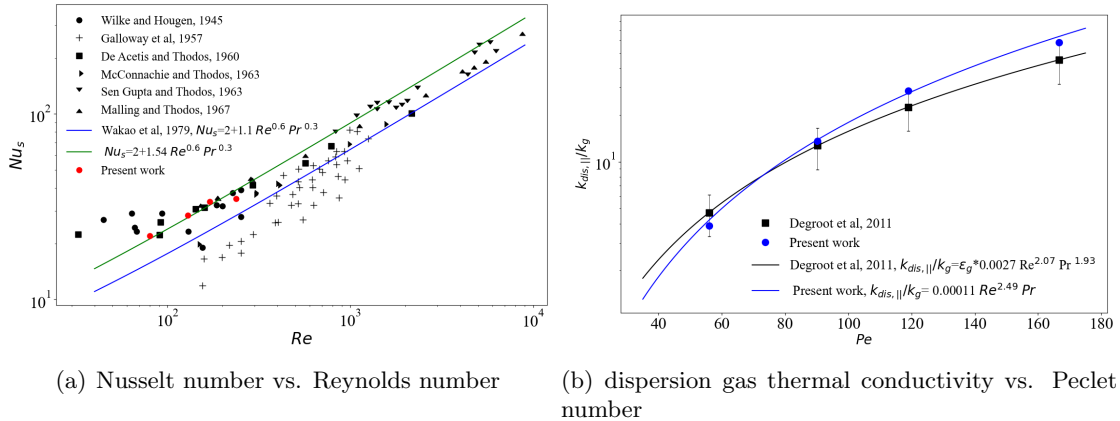 Nu_s
10^2
10^1
Wilke and Hougen, 1945
Galloway et al, 1957
De Acetis and Thodos, 1960
McConnachie and Thodos, 1963
Sen Gupta and Thodos, 1963
Malling and Thodos, 1967
Wakao et al, 1979, Nu_s=2+1.1 Re^0.6 Pr^0.3
Nu_s=2+1.54 Re^0.6 Pr^0.3
Present work
10^2 10^3 10^4
Re
(a) Nusselt number vs. Reynolds number
k_dis,||/k_g
10^1
Degroot et al, 2011
Present work
Degroot et al, 2011, k_dis,||/k_g=ε_g*0.0027 Re^2.07 Pr^1.93
Present work, k_dis,||/k_g= 0.00011 Re^2.49 Pr
40 60 80 100 120 140 160 180
Pe
(b) dispersion gas thermal conductivity vs. Peclet
number